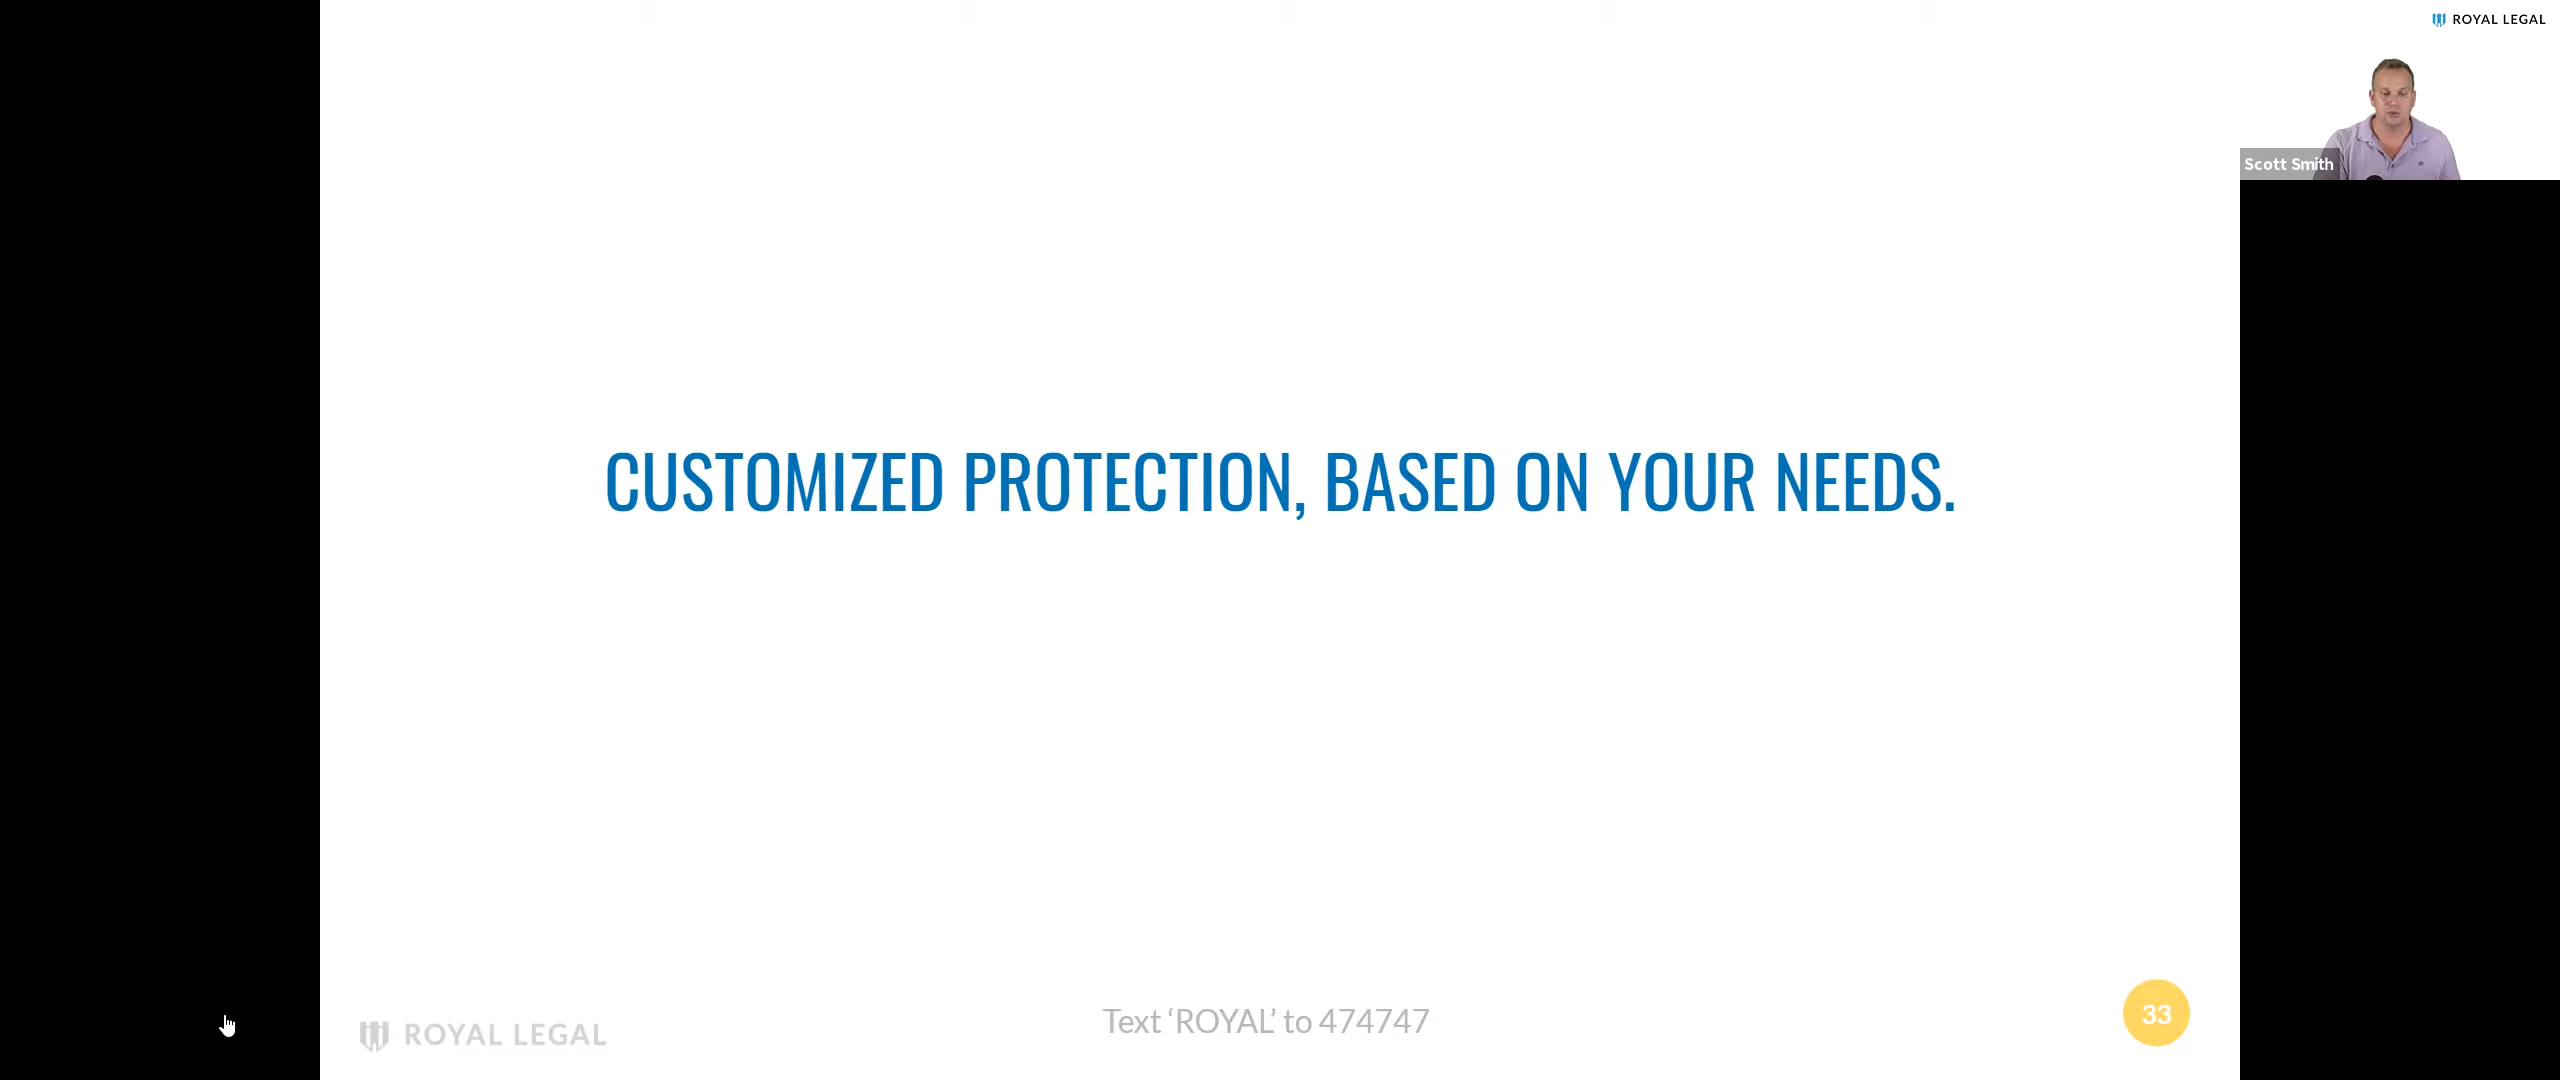 ROYAL LEGAL
Scott Smith
CUSTOMIZED PROTECTION, BASED ON YOUR NEEDS.
Text ‘ROYAL’ to 474747
33
ROYAL LEGAL